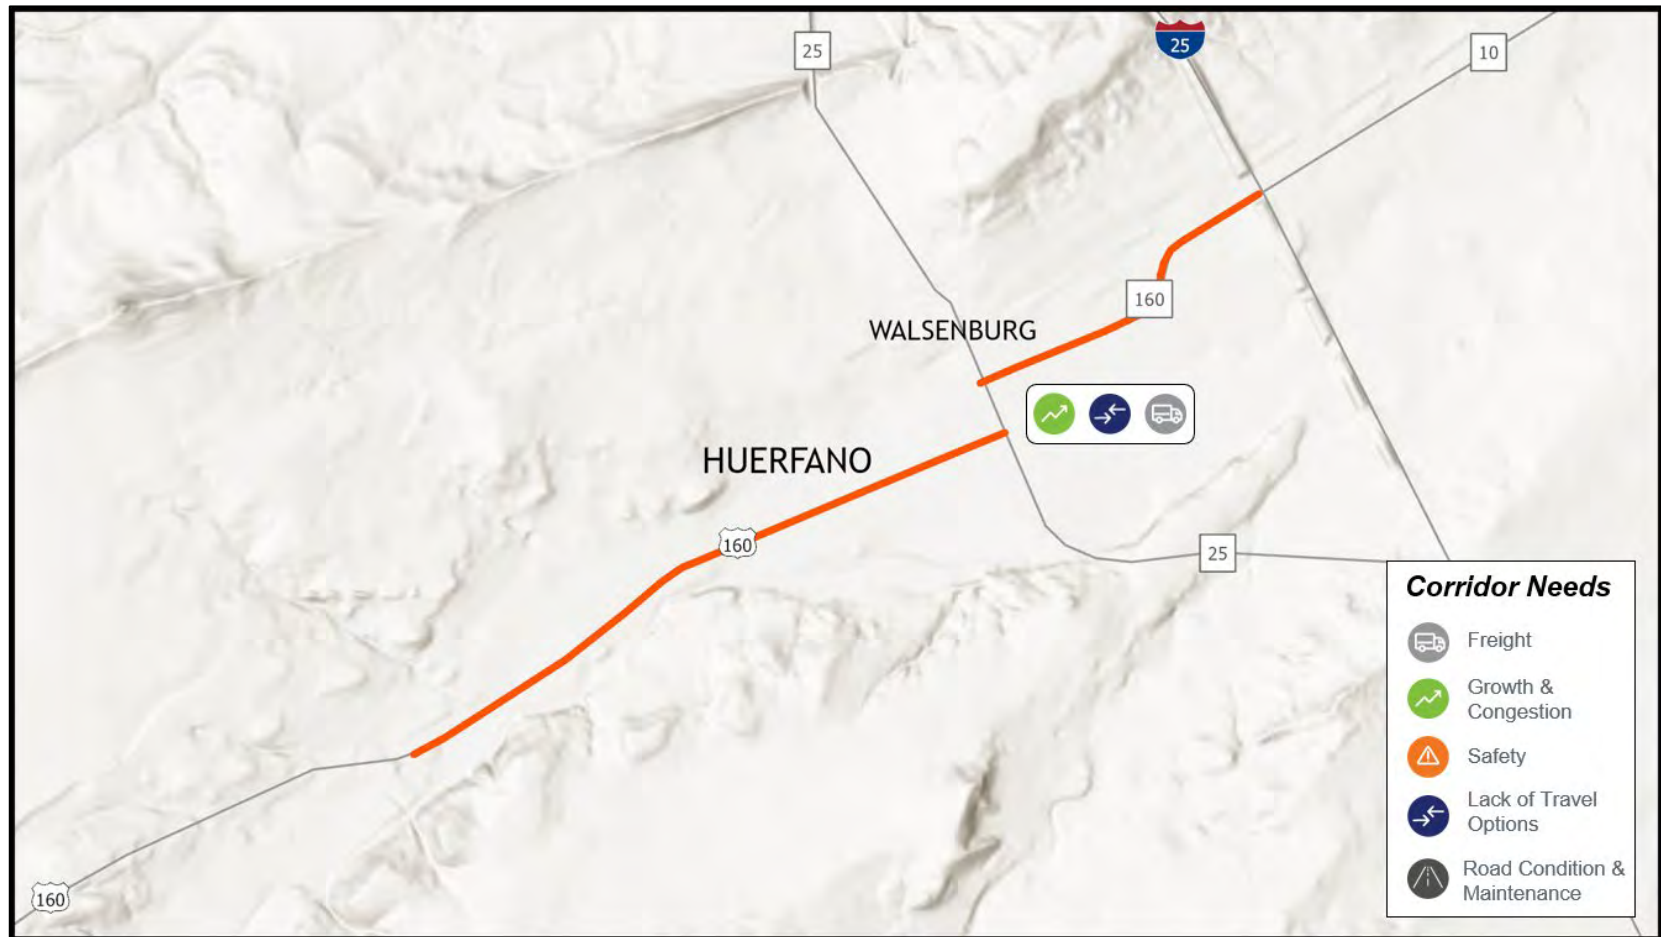 25
25
10
160
WALSENBURG
HUERFANO
160
25
160
Corridor Needs
Freight
Growth &
Congestion
Safety
Lack of Travel
Options
Road Condition &
Maintenance